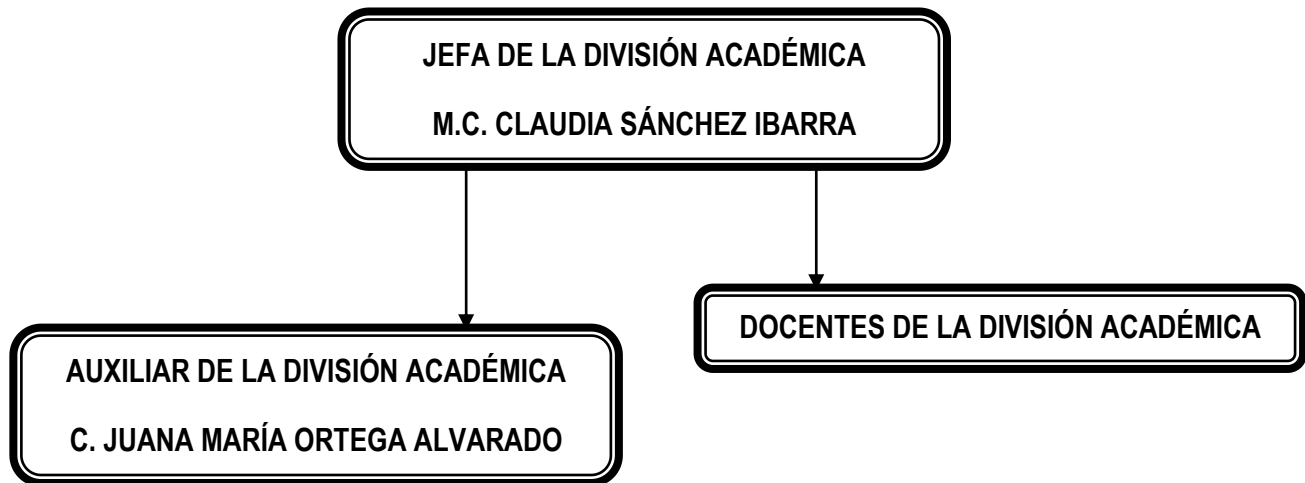 JEFA DE LA DIVISIÓN ACADÉMICA
M.C. CLAUDIA SÁNCHEZ IBARRA
DOCENTES DE LA DIVISIÓN ACADÉMICA
AUXILIAR DE LA DIVISIÓN ACADÉMICA
C. JUANA MARÍA ORTEGA ALVARADO